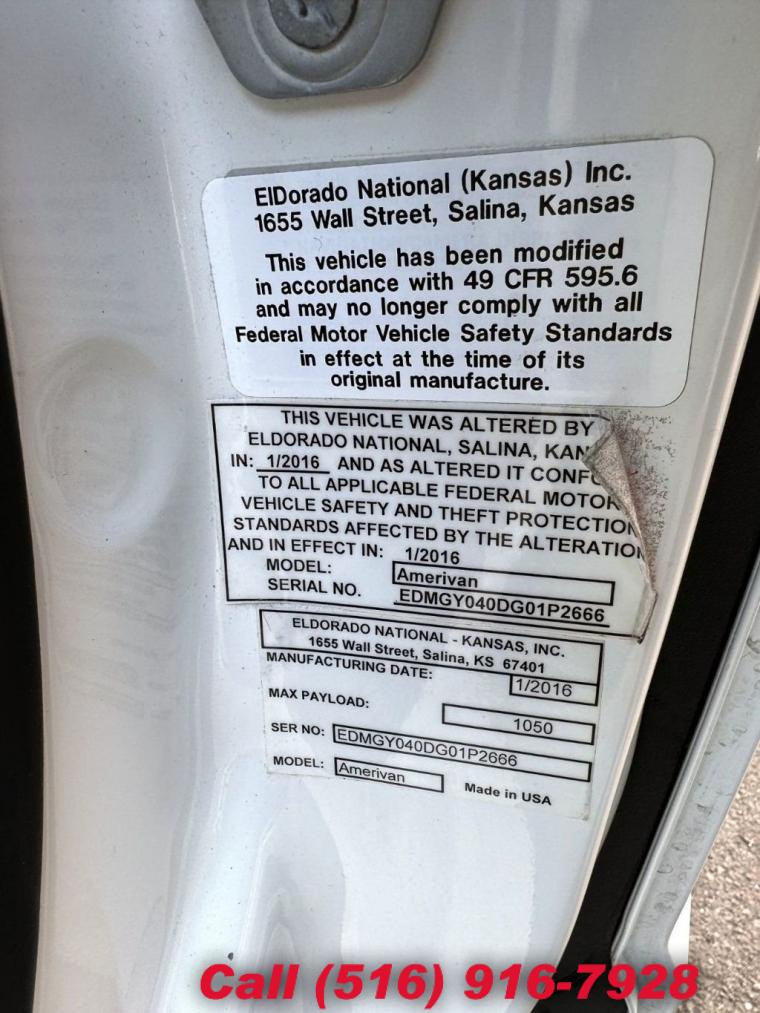 ElDorado National (Kansas) Inc.
1655 Wall Street, Salina, Kansas
This vehicle has been modified
in accordance with 49 CFR 595.6
and may no longer comply with all
Federal Motor Vehicle Safety Standards
in effect at the time of its
original manufacture.
THIS VEHICLE WAS ALTERED BY
ELDORADO NATIONAL, SALINA, KAN
IN: 1/2016 AND AS ALTERED IT CONFO
TO ALL APPLICABLE FEDERAL MOTOR
VEHICLE SAFETY AND THEFT PROTECTION
STANDARDS AFFECTED BY THE ALTERATION
AND IN EFFECT IN: 1/2016
MODEL: Amerivan
SERIAL NO. EDMGY040DG01P2666
ELDORADO NATIONAL - KANSAS, INC.
1655 Wall Street, Salina, KS 67401
MANUFACTURING DATE: 1/2016
MAX PAYLOAD: 1050
SER NO: EDMGY040DG01P2666
MODEL: Amerivan Made in USA
Call (516) 916-7928